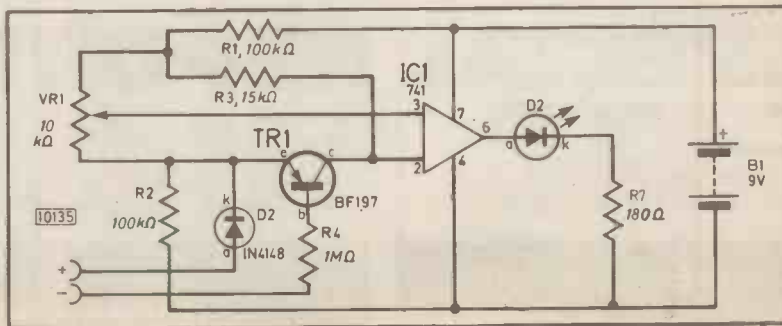 R1, 100kΩ
R3, 15kΩ
VR1
10
kΩ
TR1
e
c
b
BF197
IC1
741
3
2
7
6
4
D2
a
k
R2
100kΩ
k
D2
a
1N4148
R4
1MΩ
R7
180Ω
+
B1
9V
10135
+
-